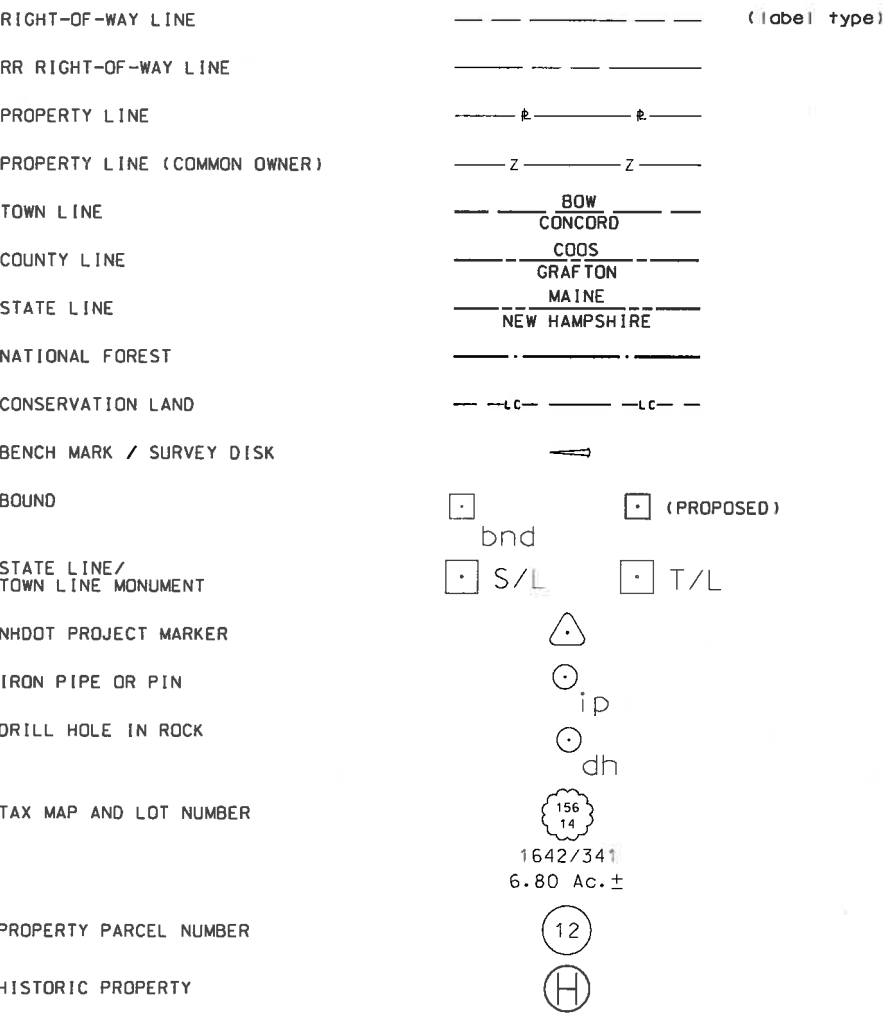 RIGHT-OF-WAY LINE (label type)
RR RIGHT-OF-WAY LINE
PROPERTY LINE ⅊ ⅊
PROPERTY LINE (COMMON OWNER) Z Z
TOWN LINE BOW
CONCORD
COUNTY LINE COOS
GRAFTON
STATE LINE MAINE
NEW HAMPSHIRE
NATIONAL FOREST
CONSERVATION LAND LC LC
BENCH MARK / SURVEY DISK
BOUND bnd (PROPOSED)
STATE LINE/
TOWN LINE MONUMENT S/L T/L
NHDOT PROJECT MARKER
IRON PIPE OR PIN ip
DRILL HOLE IN ROCK dh
TAX MAP AND LOT NUMBER 156
14
1642/341
6.80 Ac.±
PROPERTY PARCEL NUMBER 12
HISTORIC PROPERTY H